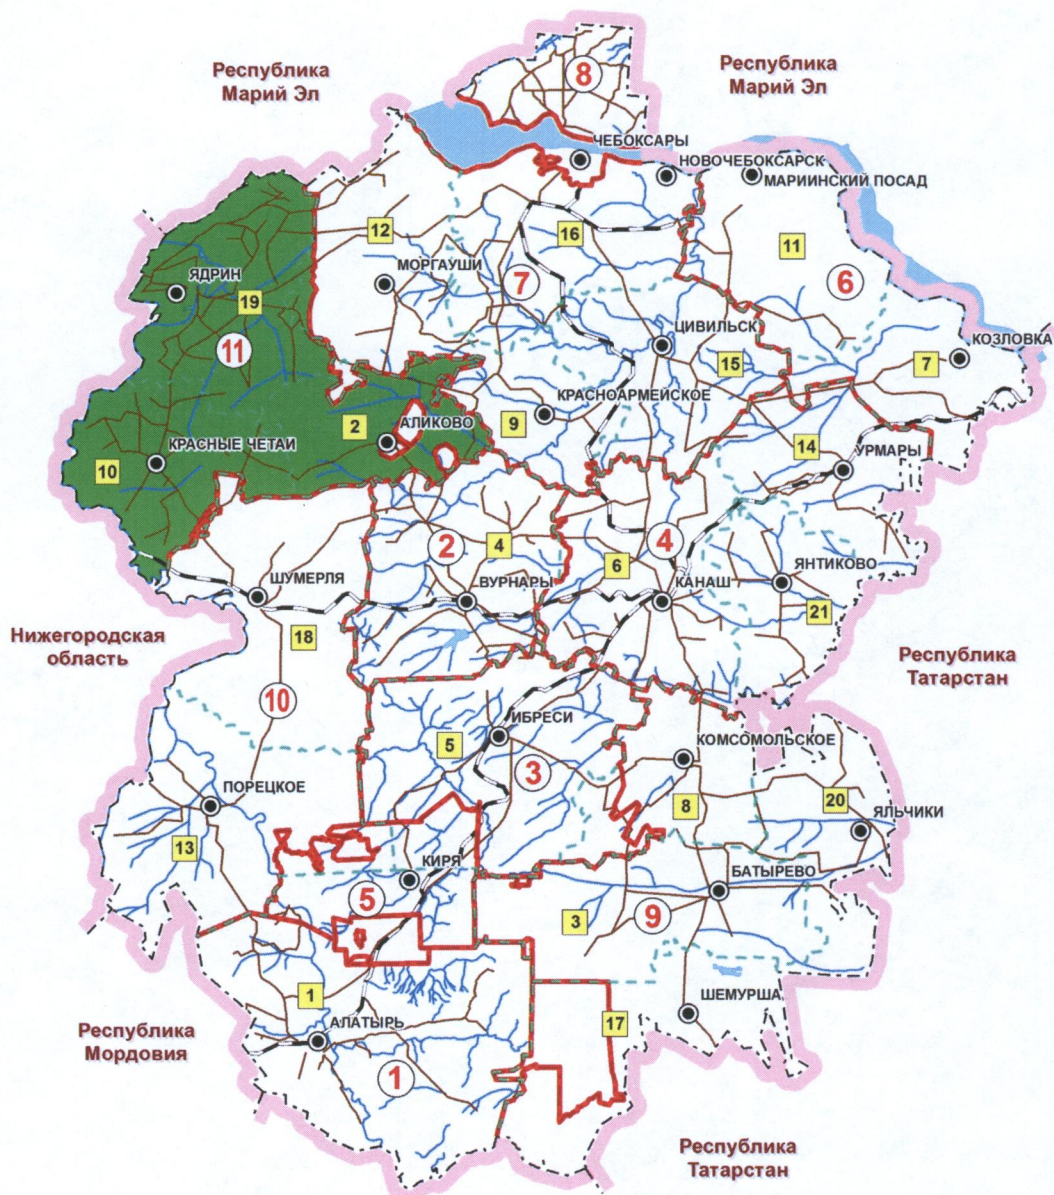 Республика
Марий Эл
Республика
Марий Эл
8
ЧЕБОКСАРЫ
НОВОЧЕБОКСАРСК
МАРИИНСКИЙ ПОСАД
12
16
11
МОРГАУШИ
7
6
ЯДРИН
19
11
ЦИВИЛЬСК
КОЗЛОВКА
15
7
КРАСНОАРМЕЙСКОЕ
9
2
АЛИКОВО
КРАСНЫЕ ЧЕТАИ
10
14
УРМАРЫ
2
4
4
6
ШУМЕРЛЯ
ВУРНАРЫ
КАНАШ
ЯНТИКОВО
21
Нижегородская
область
18
Республика
Татарстан
10
ИБРЕСИ
5
3
КОМСОМОЛЬСКОЕ
8
20
ЯЛЬЧИКИ
ПОРЕЦКОЕ
13
КИРЯ
5
БАТЫРЕВО
3
9
1
ШЕМУРША
17
Республика
Мордовия
АЛАТЫРЬ
1
Республика
Татарстан